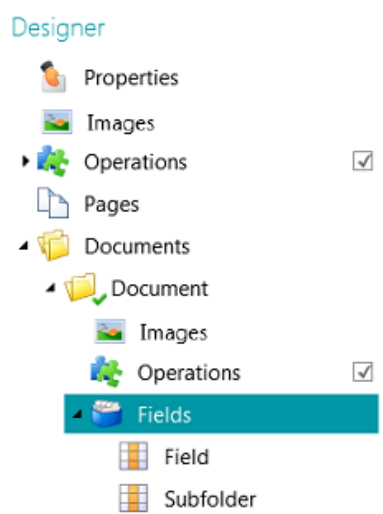 Designer
Properties
Images
Operations
Pages
Documents
Document
Images
Operations
Fields
Field
Subfolder